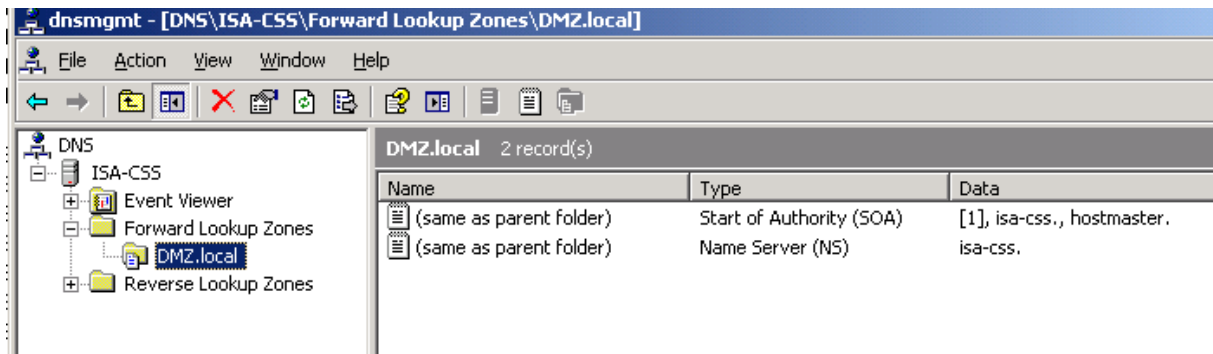 dnsmgmt - [DNS\ISA-CSS\Forward Lookup Zones\DMZ.local]
File Action View Window Help
DNS
ISA-CSS
Event Viewer
Forward Lookup Zones
DMZ.local
Reverse Lookup Zones
DMZ.local 2 record(s)
Name Type Data
(same as parent folder) Start of Authority (SOA) [1], isa-css., hostmaster.
(same as parent folder) Name Server (NS) isa-css.